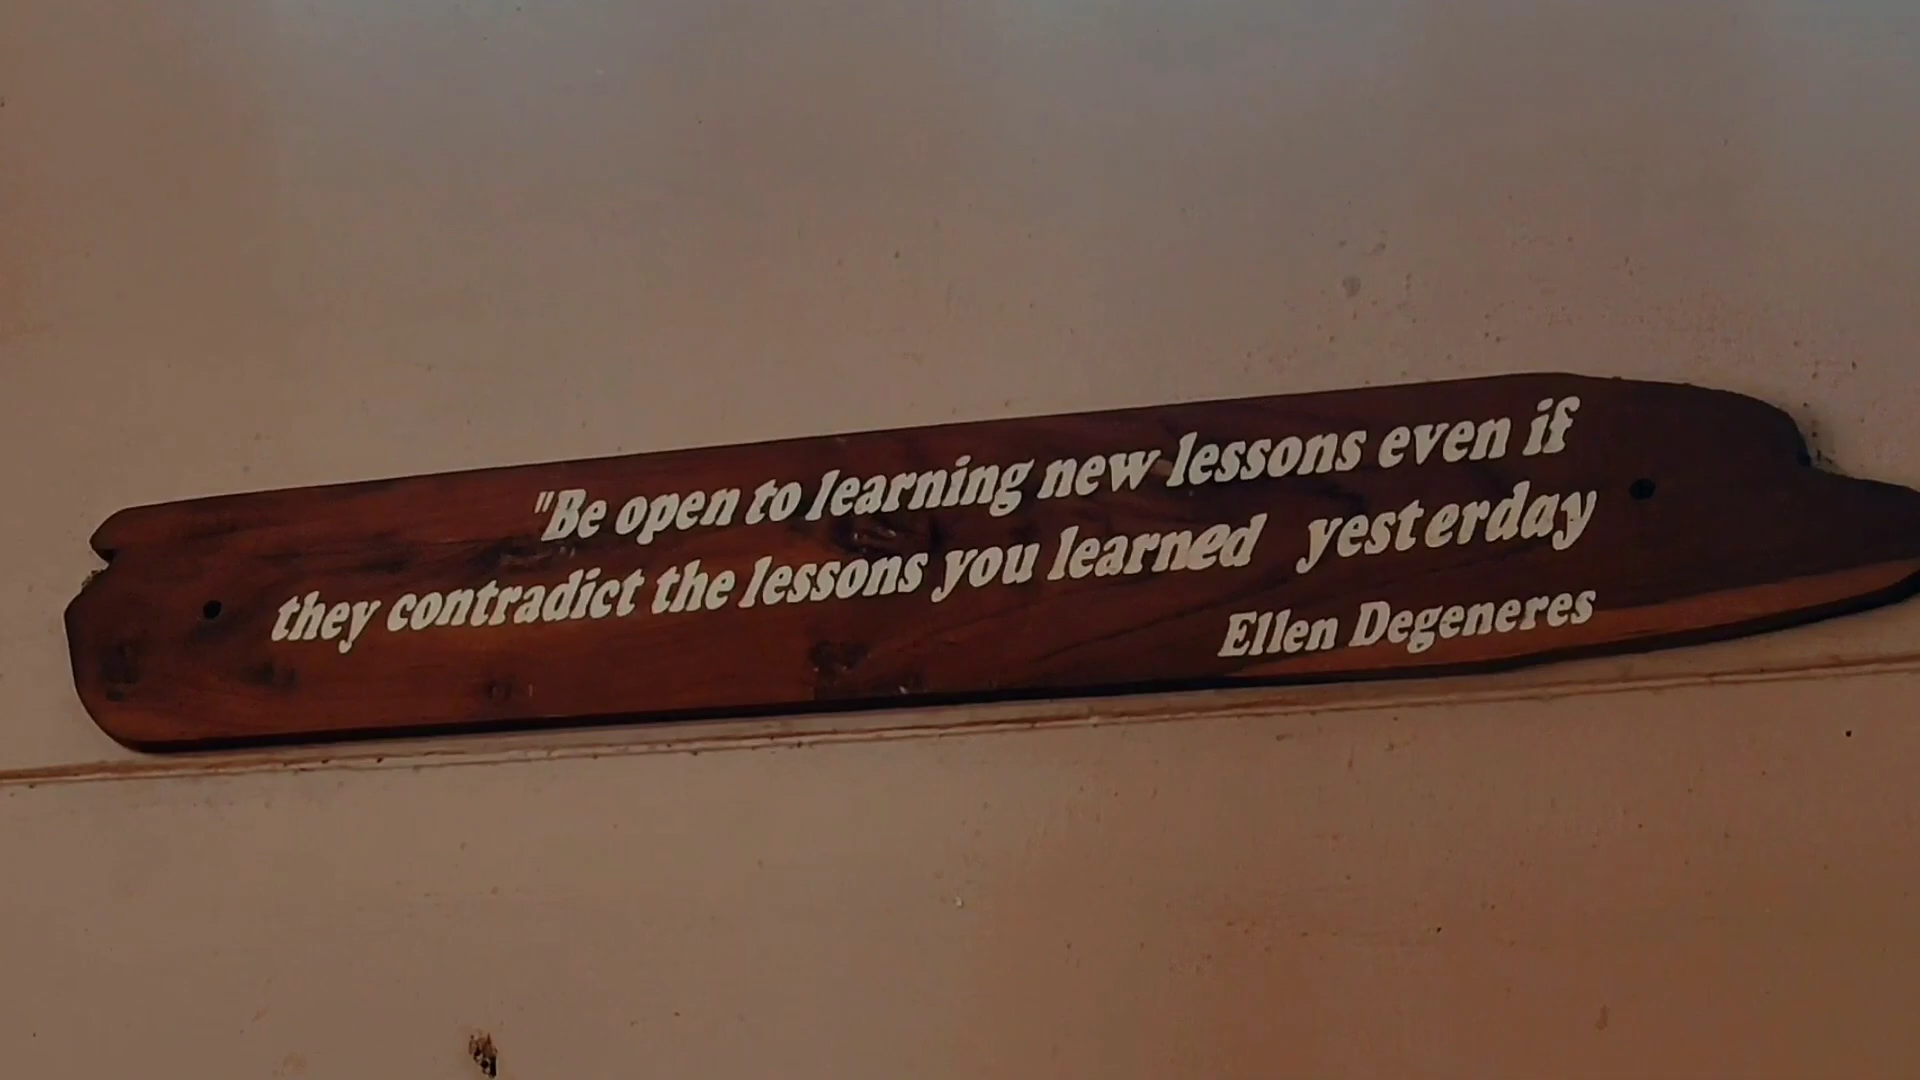 "Be open to learning new lessons even if
they contradict the lessons you learned yesterday
Ellen Degeneres